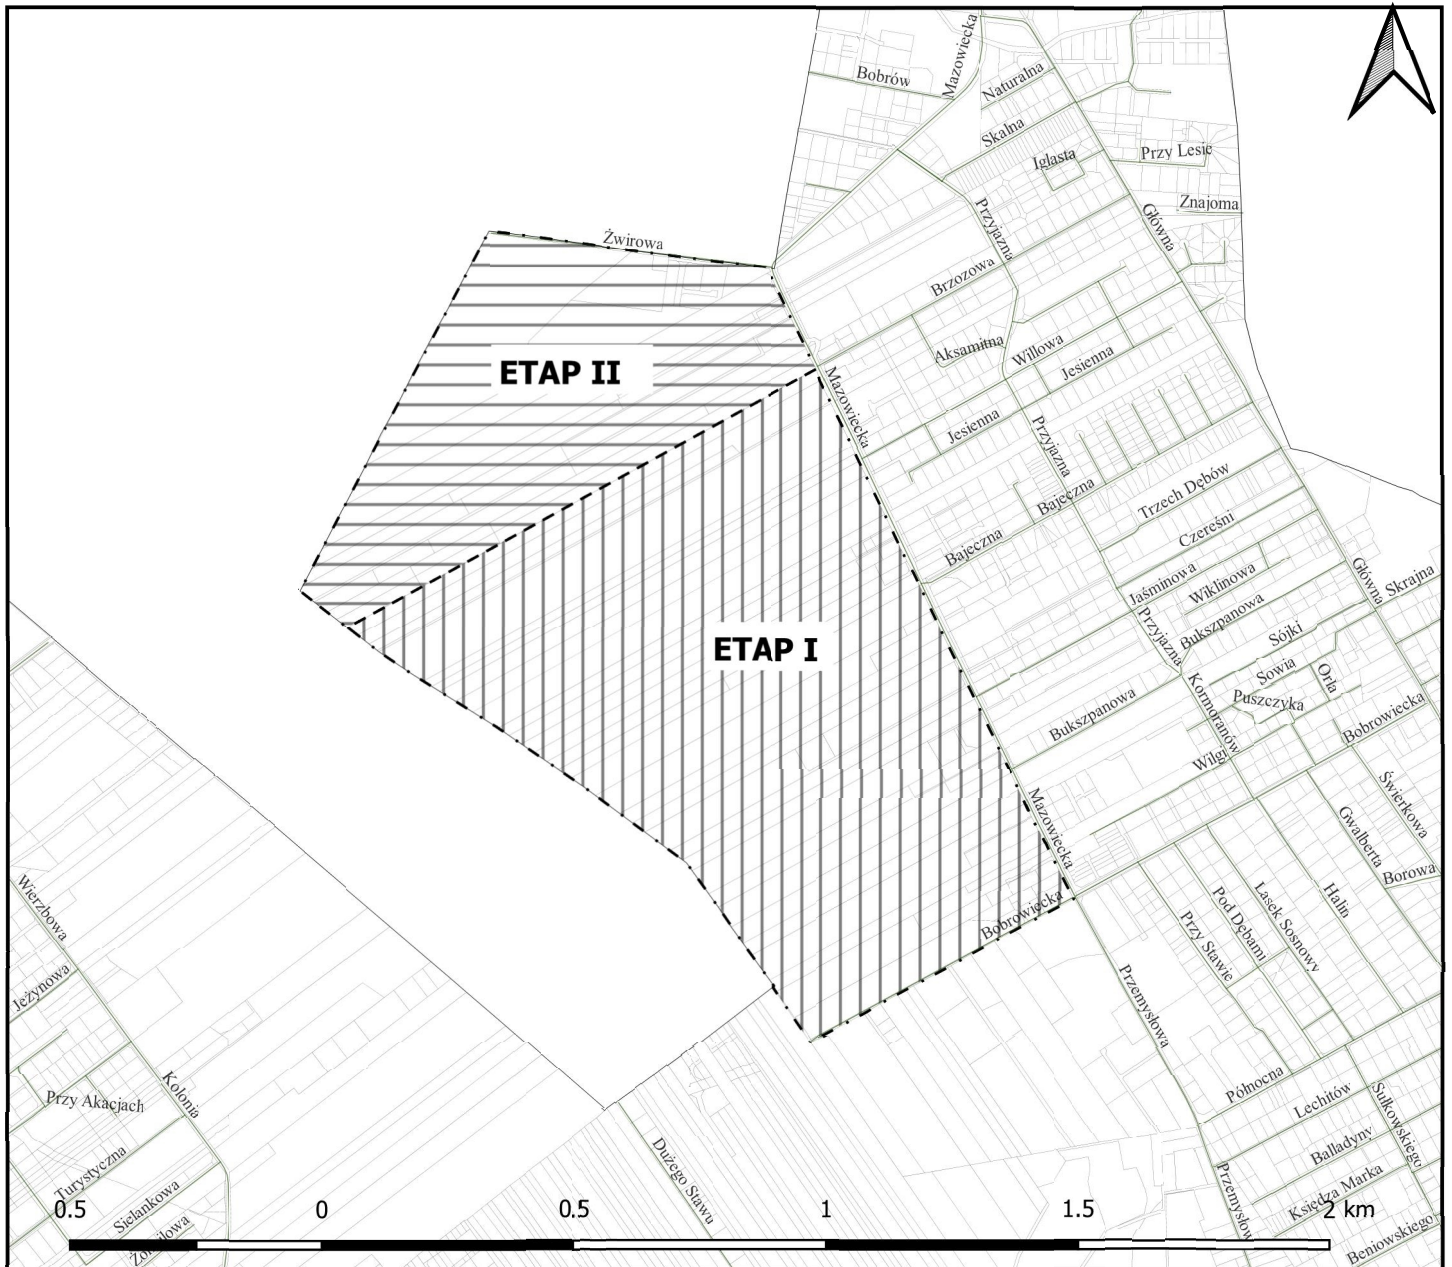 Mazowiecka
Bobrów
Naturalna
Skalna
Iglasta
Przy Lesie
Znajoma
Przyjazna
Główna
Żwirowa
Brzozowa
Aksamitna
Willowa
Jesienna
ETAP II
Mazowiecka
Jesienna
Przyjazna
Bajeczna
Trzech Dębów
Bajeczna
Czereśni
Jaśminowa
Wiklinowa
Główna
Skrajna
Bukszpanowa
Przyjazna
Sójki
ETAP I
Sowia
Orla
Puszczyka
Bukszpanowa
Kormoranów
Bobrowiecka
Wilgi
Mazowiecka
Świerkowa
Gwalberta
Borowa
Wierzbowa
Bobrowiecka
Przy Stawie
Pod Dębami
Lasek Sosnowy
Halin
Jeżynowa
Przemysłowa
Kolonia
Przy Akacjach
Północna
Lechitów
Sułkowskiego
Balladyny
Turystyczna
Sielankowa
Dużego Stawu
Przemysłow
Księdza Marka
Beniowskiego
0.5 0 0.5 1 1.5 2 km